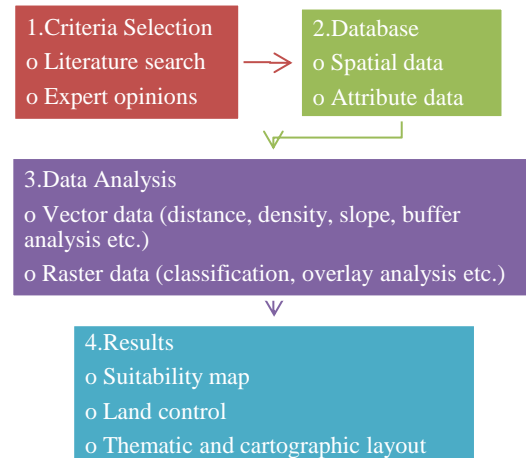 1.Criteria Selection
o Literature search
o Expert opinions
2.Database
o Spatial data
o Attribute data
3.Data Analysis
o Vector data (distance, density, slope, buffer
analysis etc.)
o Raster data (classification, overlay analysis etc.)
4.Results
o Suitability map
o Land control
o Thematic and cartographic layout